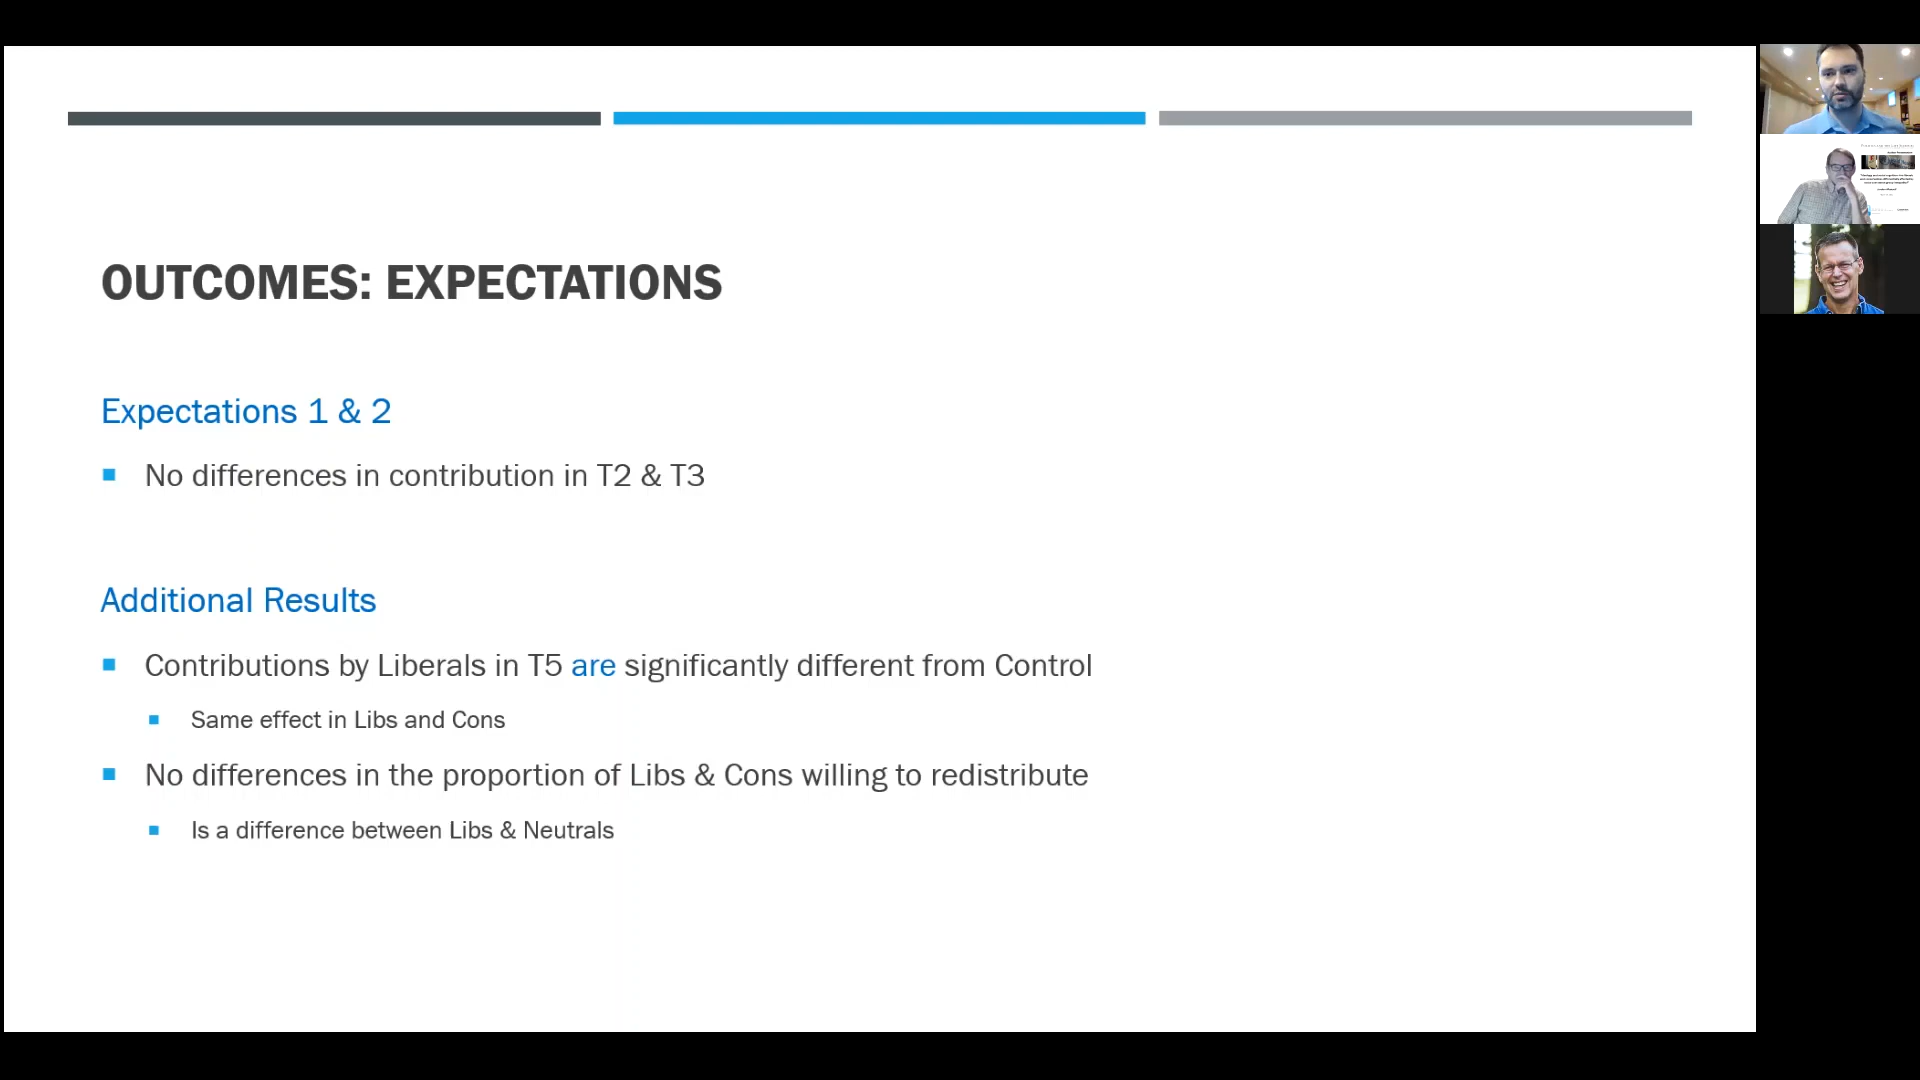 OUTCOMES: EXPECTATIONS
Expectations 1 & 2
No differences in contribution in T2 & T3
Additional Results
Contributions by Liberals in T5 are significantly different from Control
Same effect in Libs and Cons
No differences in the proportion of Libs & Cons willing to redistribute
Is a difference between Libs & Neutrals